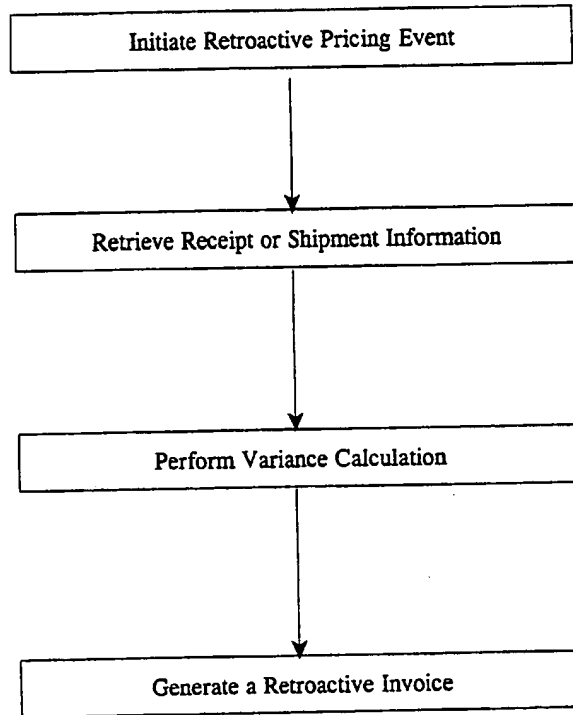 Initiate Retroactive Pricing Event
Retrieve Receipt or Shipment Information
Perform Variance Calculation
Generate a Retroactive Invoice